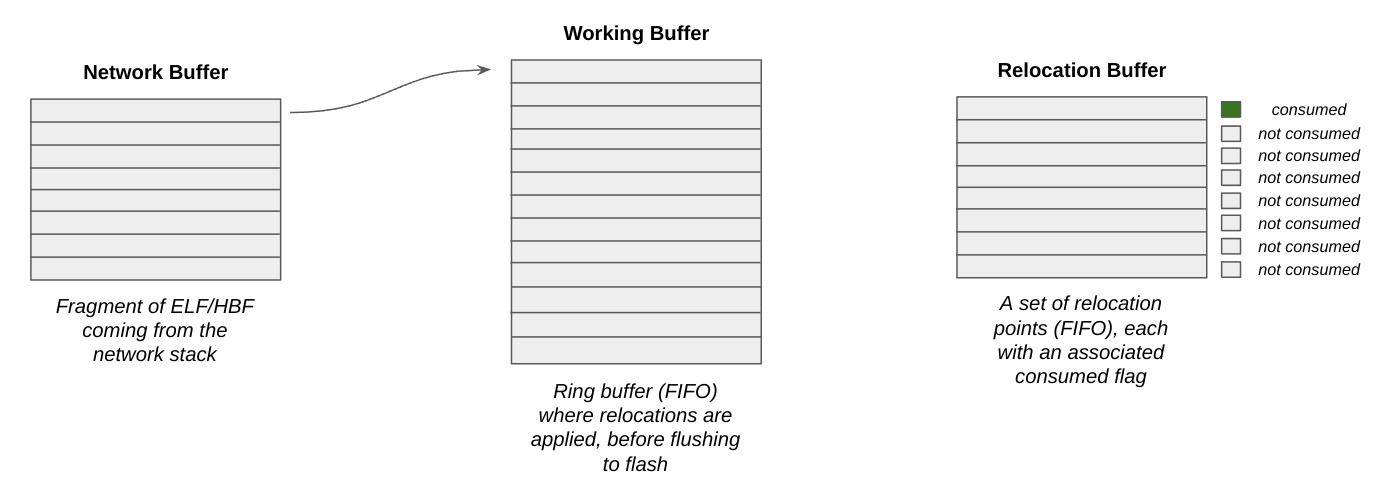 Network Buffer
Fragment of ELF/HBF
coming from the
network stack
Working Buffer
Ring buffer (FIFO)
where relocations are
applied, before flushing
to flash
Relocation Buffer
consumed
not consumed
not consumed
not consumed
not consumed
not consumed
not consumed
not consumed
A set of relocation
points (FIFO), each
with an associated
consumed flag